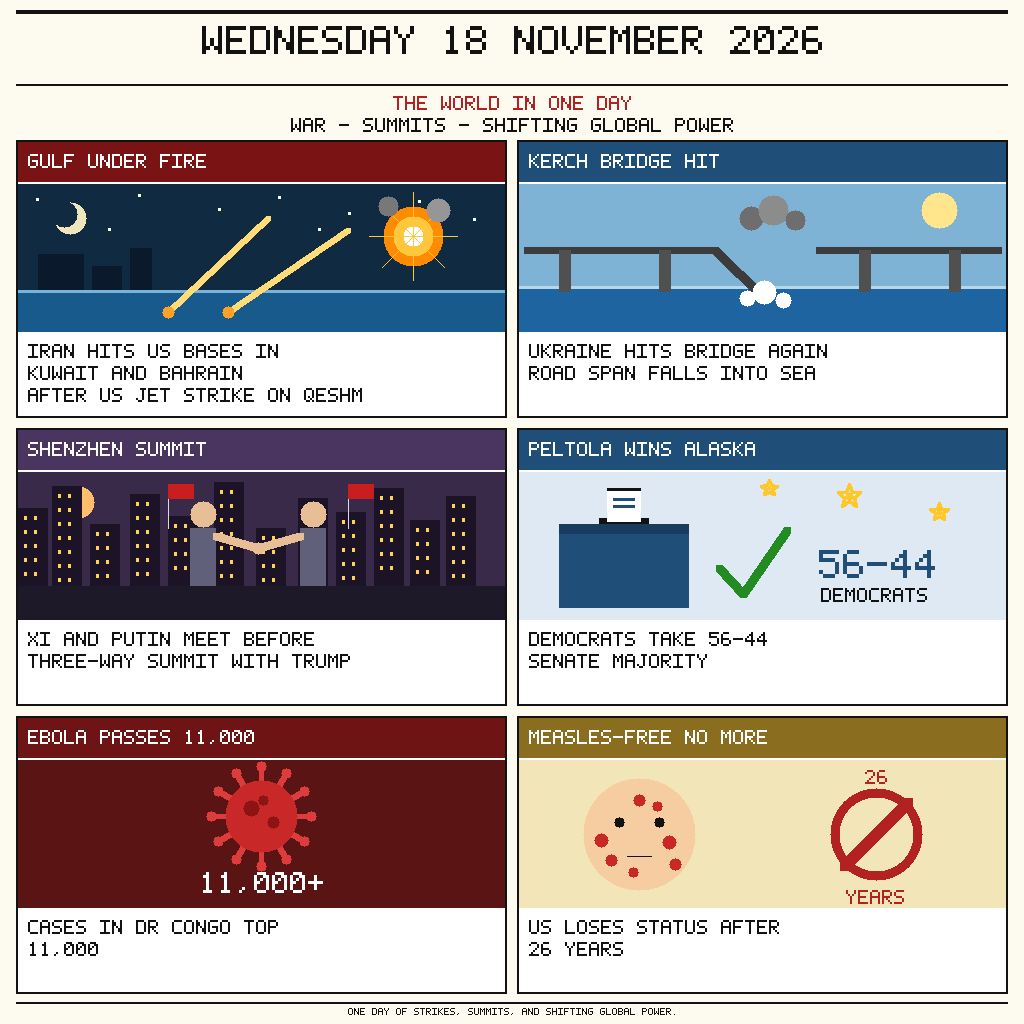 WEDNESDAY 18 NOVEMBER 2026
THE WORLD IN ONE DAY
WAR – SUMMITS – SHIFTING GLOBAL POWER
GULF UNDER FIRE
IRAN HITS US BASES IN
KUWAIT AND BAHRAIN
AFTER US JET STRIKE ON QESHM
KERCH BRIDGE HIT
UKRAINE HITS BRIDGE AGAIN
ROAD SPAN FALLS INTO SEA
SHENZHEN SUMMIT
XI AND PUTIN MEET BEFORE
THREE-WAY SUMMIT WITH TRUMP
PELTOLA WINS ALASKA
56-44
DEMOCRATS
DEMOCRATS TAKE 56-44
SENATE MAJORITY
EBOLA PASSES 11,000
11,000+
CASES IN DR CONGO TOP
11,000
MEASLES-FREE NO MORE
26
YEARS
US LOSES STATUS AFTER
26 YEARS
ONE DAY OF STRIKES, SUMMITS, AND SHIFTING GLOBAL POWER.